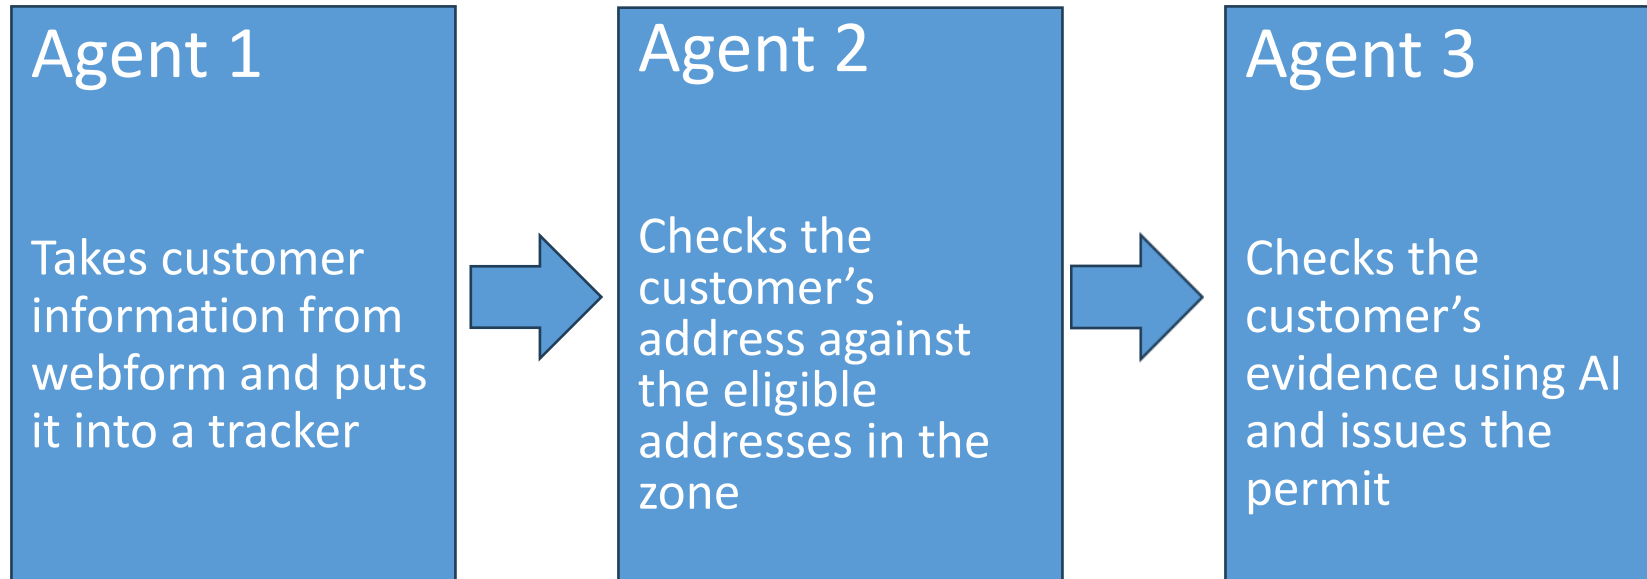 Agent 1
Takes customer
information from
webform and puts
it into a tracker
Agent 2
Checks the
customer’s
address against
the eligible
addresses in the
zone
Agent 3
Checks the
customer’s
evidence using AI
and issues the
permit